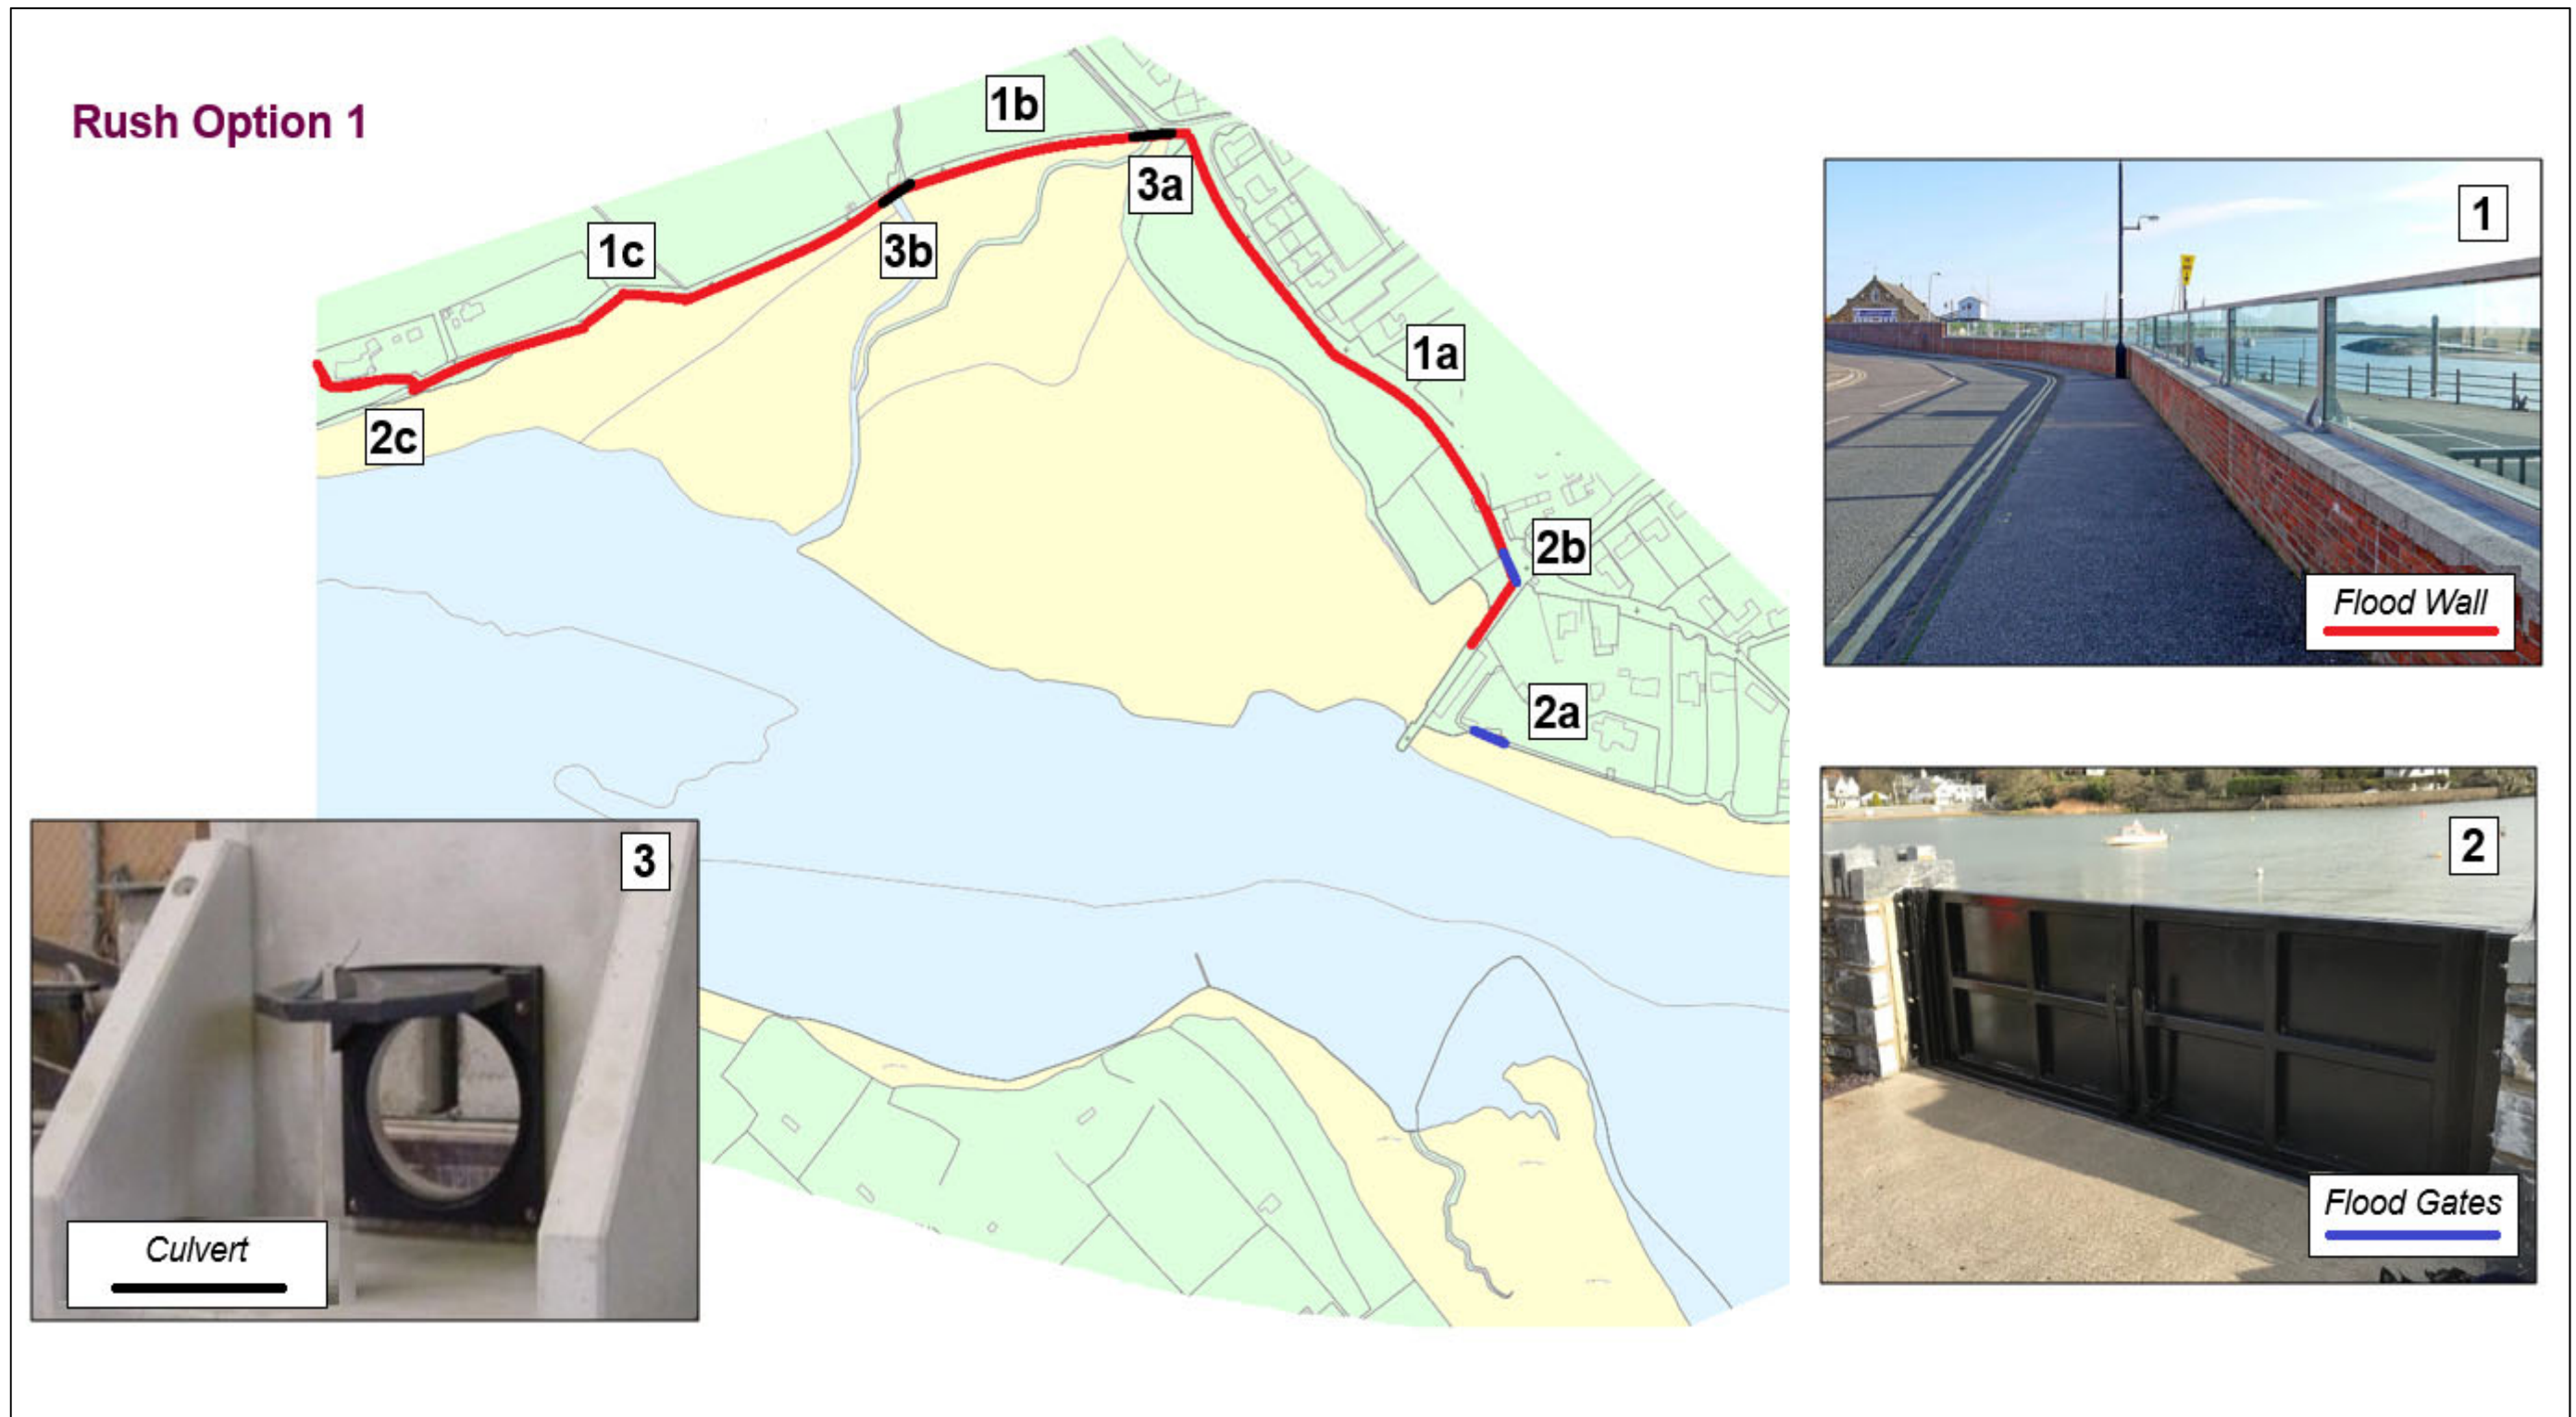 Rush Option 1
1b
3a
1c
3b
1a
2c
2b
2a
1
Flood Wall
2
Flood Gates
3
Culvert